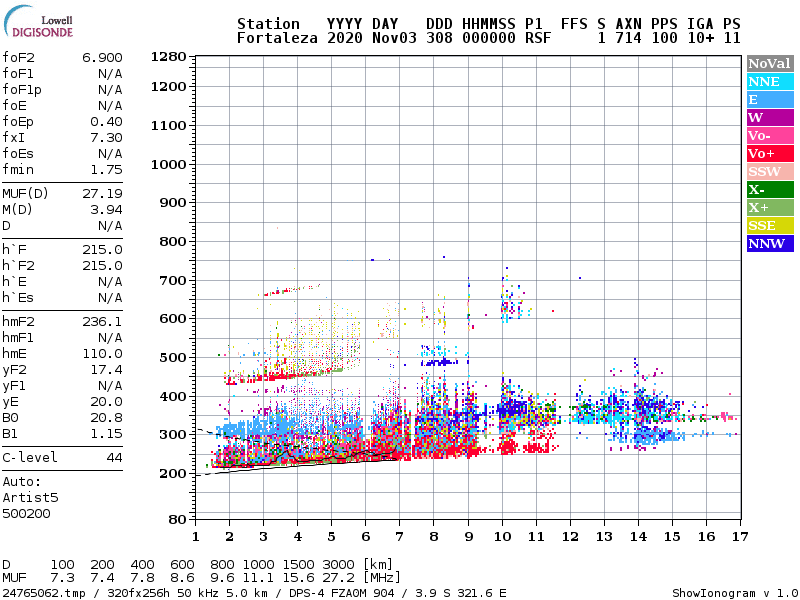 Lowell
DIGISONDE
Station YYYY DAY DDD HHMMSS P1 FFS S AXN PPS IGA PS
Fortaleza 2020 Nov03 308 000000 RSF 1 714 100 10+ 11
foF2 6.900
foF1 N/A
foF1p N/A
foE N/A
foEp 0.40
fxI 7.30
foEs N/A
fmin 1.75
MUF(D) 27.19
M(D) 3.94
D N/A
h`F 215.0
h`F2 215.0
h`E N/A
h`Es N/A
hmF2 236.1
hmF1 N/A
hmE 110.0
yF2 17.4
yF1 N/A
yE 20.0
B0 20.8
B1 1.15
C-level 44
Auto:
Artist5
500200
1280
1200
1100
1000
900
800
700
600
500
400
300
200
80
1 2 3 4 5 6 7 8 9 10 11 12 13 14 15 16 17
NoVal
NNE
E
W
Vo-
Vo+
SSW
X-
X+
SSE
NNW
D 100 200 400 600 800 1000 1500 3000 [km]
MUF 7.3 7.4 7.8 8.6 9.6 11.1 15.6 27.2 [MHz]
24765062.tmp / 320fx256h 50 kHz 5.0 km / DPS-4 FZA0M 904 / 3.9 S 321.6 E
ShowIonogram v 1.0